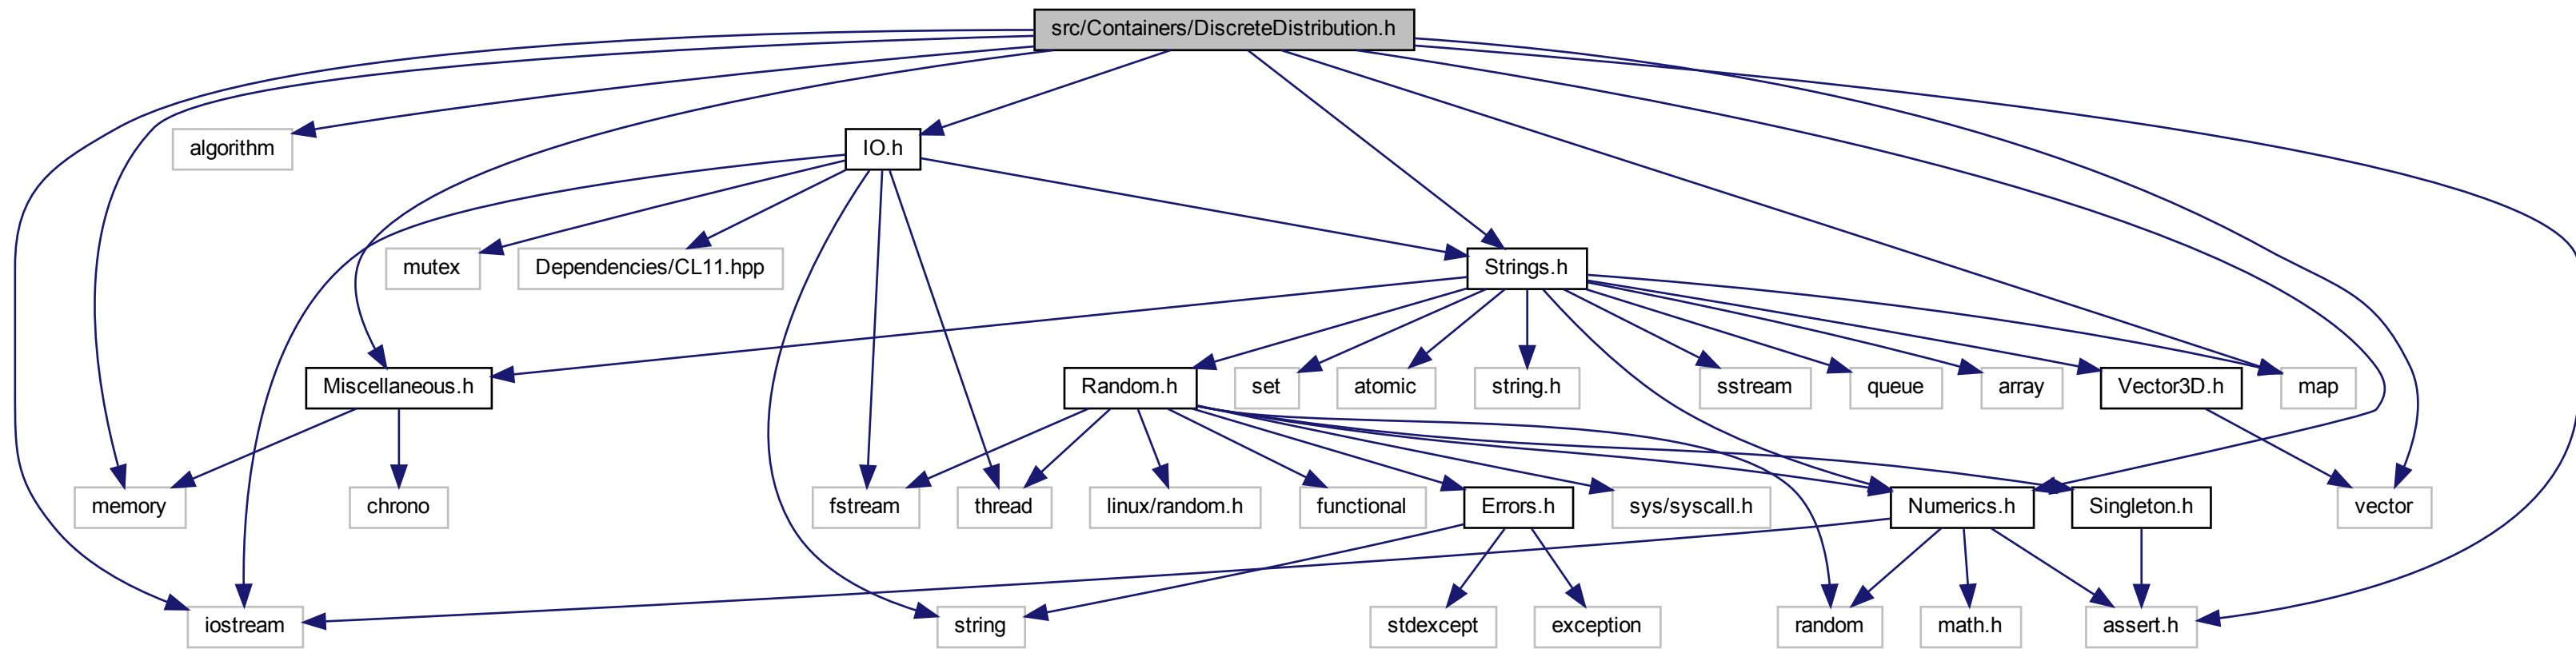 src/Containers/DiscreteDistribution.h
algorithm
IO.h
mutex
Dependencies/CL11.hpp
Strings.h
Miscellaneous.h
Random.h
set
atomic
string.h
sstream
queue
array
Vector3D.h
map
memory
chrono
fstream
thread
linux/random.h
functional
Errors.h
sys/syscall.h
Numerics.h
Singleton.h
vector
iostream
string
stdexcept
exception
random
math.h
assert.h